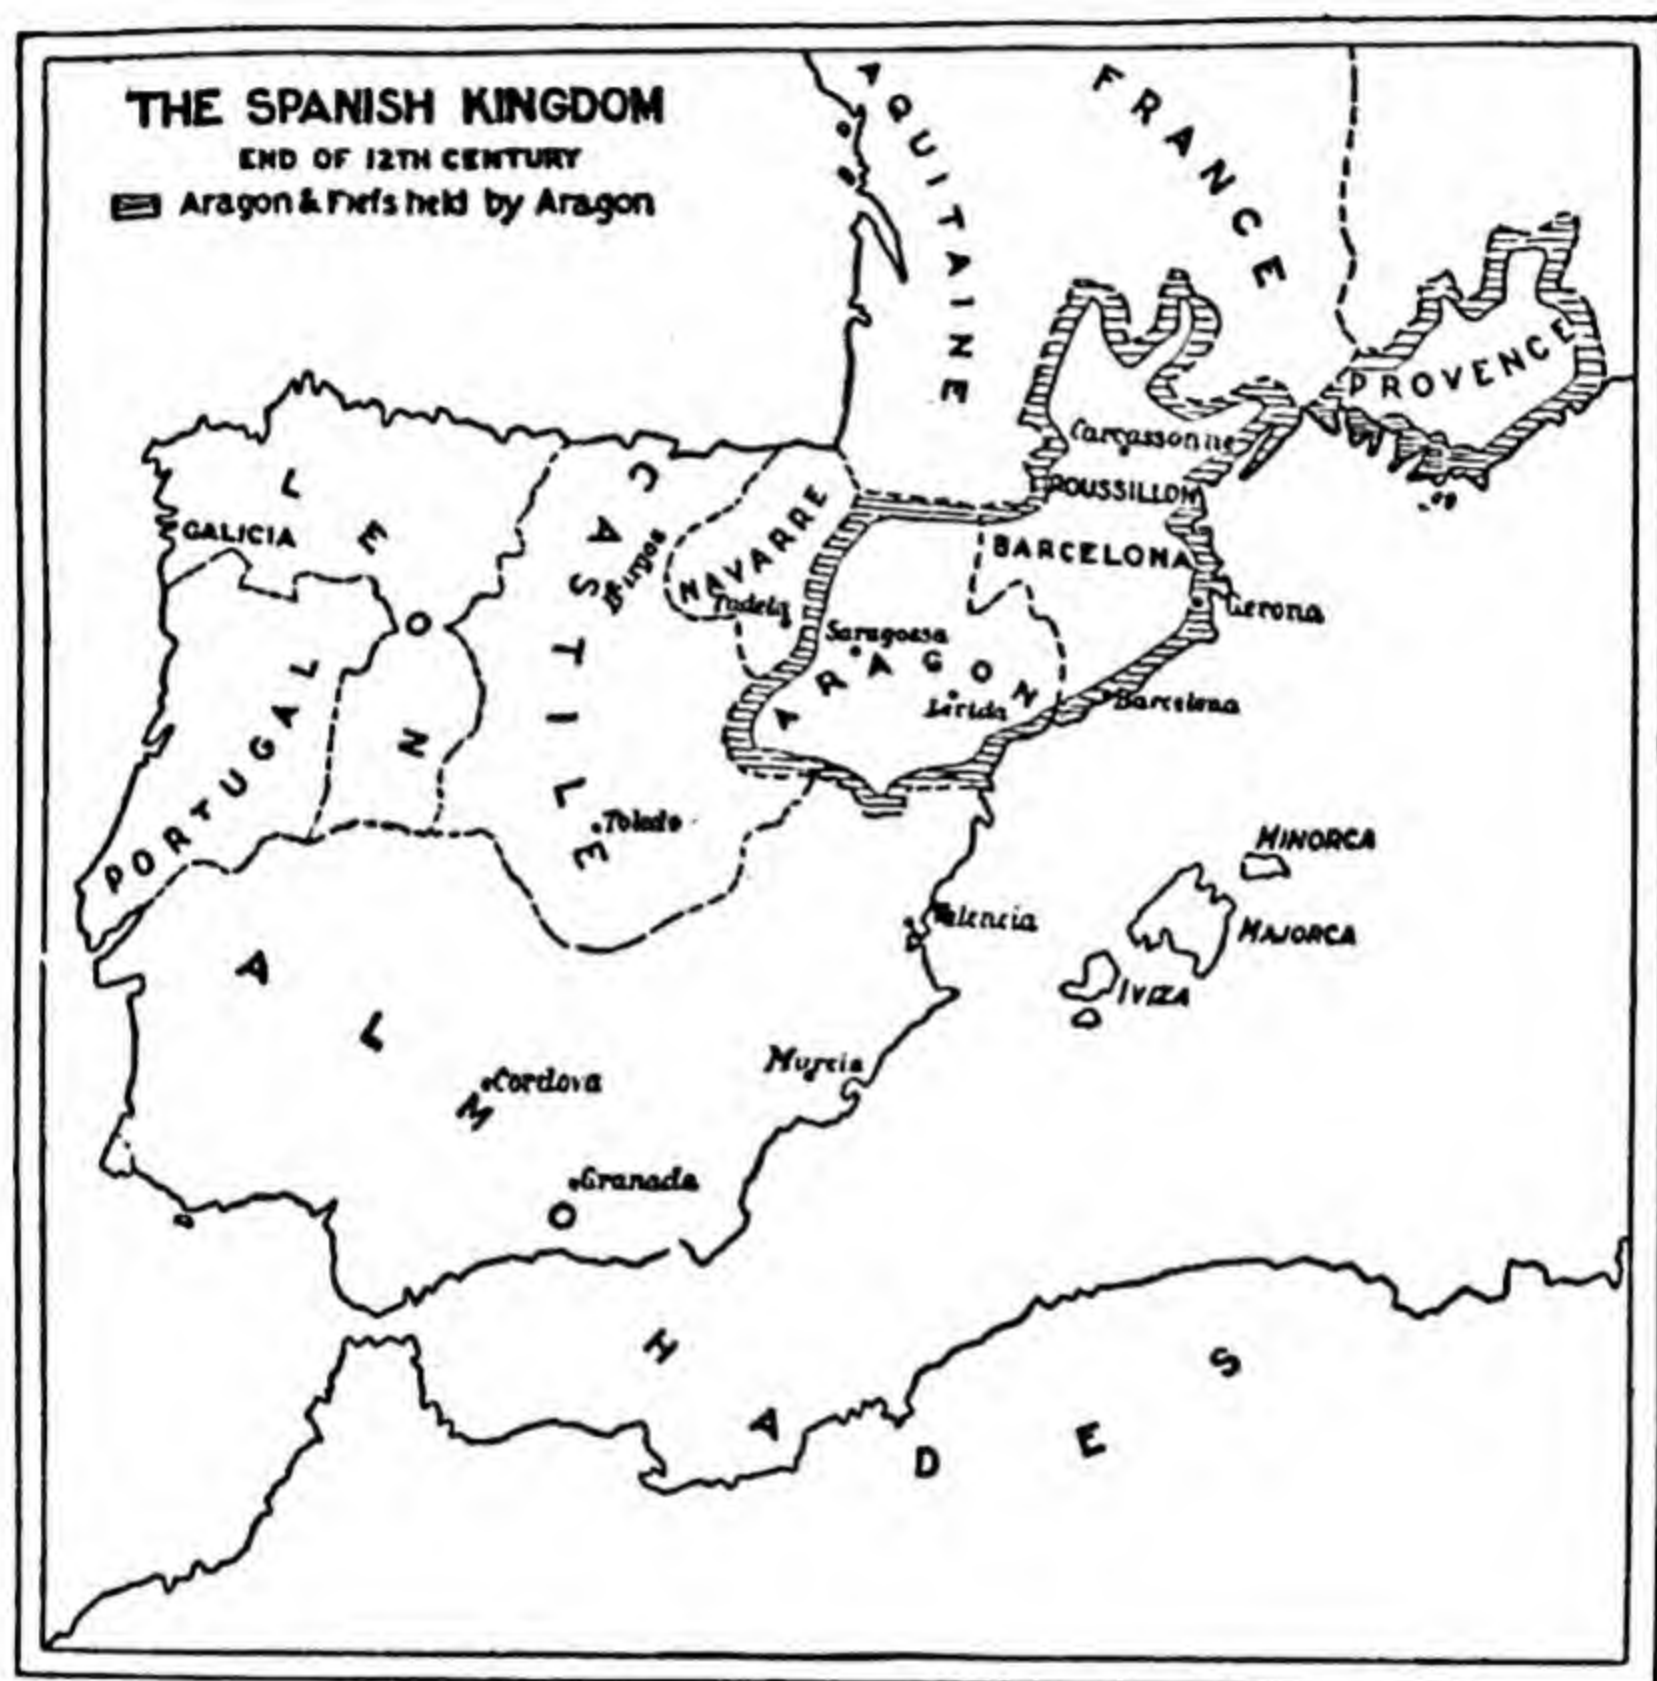 THE SPANISH KINGDOM
END OF 12TH CENTURY
Aragon & Fiefs held by Aragon
AQUITAINE
FRANCE
PROVENCE
Carcassonne
ROUSSILLON
BARCELONA
Gerona
Barcelona
LEON
GALICIA
CASTILE
Burgos
NAVARRE
Tudela
Saragossa
ARAGON
Lerida
PORTUGAL
Toledo
MINORCA
MAJORCA
IVIZA
Valencia
Murcia
Cordova
Granada
ALMOHADES